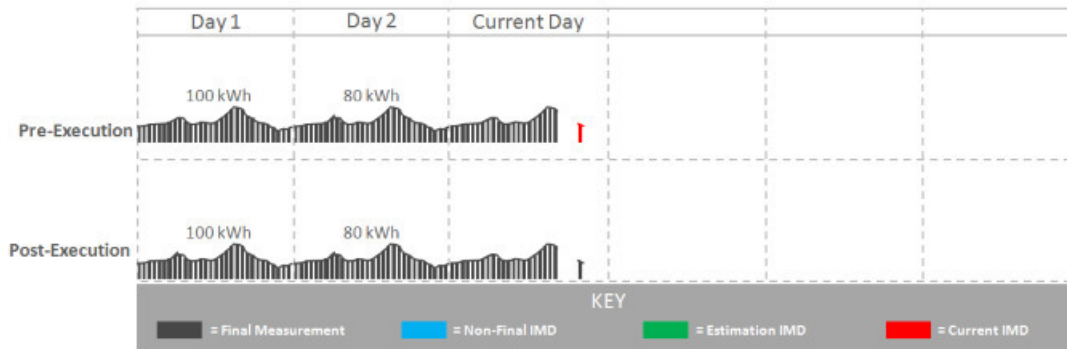 Day 1 Day 2 Current Day
100 kWh 80 kWh
Pre-Execution
100 kWh 80 kWh
Post-Execution
KEY
= Final Measurement = Non-Final IMD = Estimation IMD = Current IMD